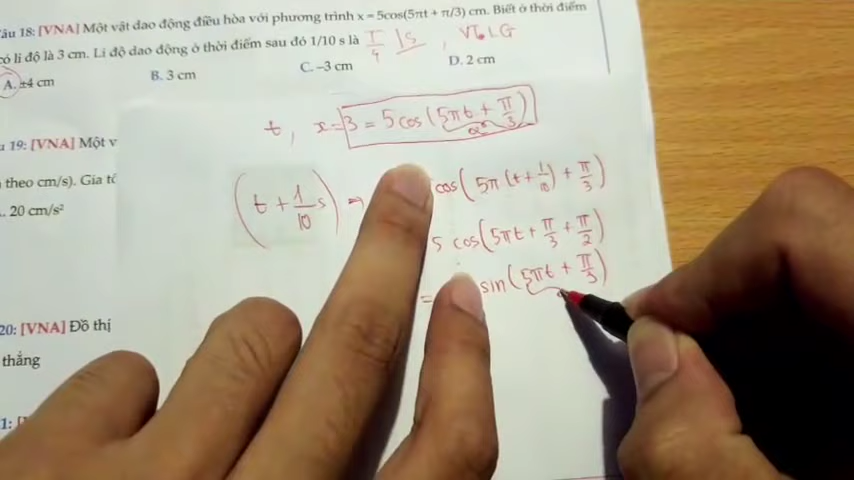 âu 18: [VNA] Một vật dao động điều hòa với phương trình x = 5cos(5πt + π/3) cm. Biết ở thời điểm
có li độ là 3 cm. Li độ dao động ở thời điểm sau đó 1/10 s là T/4 1S , VTLG
A. ±4 cm B. 3 cm C. –3 cm D. 2 cm
t , x = 3 = 5cos(5πt + π/3)
α
19: [VNA] Một v
theo cm/s). Gia tố
. 20 cm/s²
(t + 1/10 s) ⇒ cos(5π(t + 1/10) + π/3)
5 cos(5πt + π/3 + π/2)
= sin(5πt + π/3)
20: [VNA] Đồ thị
thẳng
1: [